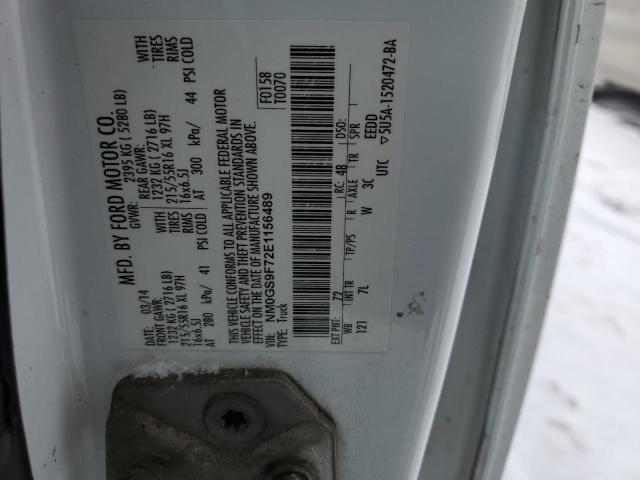 MFD. BY FORD MOTOR CO.
DATE: 03/14 GVWR: 2395 KG ( 5280 LB)
FRONT GAWR: REAR GAWR:
1232 KG ( 2716 LB) 1232 KG ( 2716 LB) WITH
215/55R16 XL 97H 215/55R16 XL 97H TIRES
16x6.5J 16x6.5J RIMS
AT 280 kPa/ 41 PSI COLD AT 300 kPa/ 44 PSI COLD
WITH
TIRES
RIMS
THIS VEHICLE CONFORMS TO ALL APPLICABLE FEDERAL MOTOR
VEHICLE SAFETY AND THEFT PREVENTION STANDARDS IN
EFFECT ON THE DATE OF MANUFACTURE SHOWN ABOVE.
VIN: NM0GS9F72E1156489
TYPE: Truck
F0158
T0070
EXT PNT: Z2 RC: 48 DSO:
WB INT TR TP/PS R AXLE TR SPR
121 7L W 3C EEDD
UTC ▽5U5A-1520472-BA